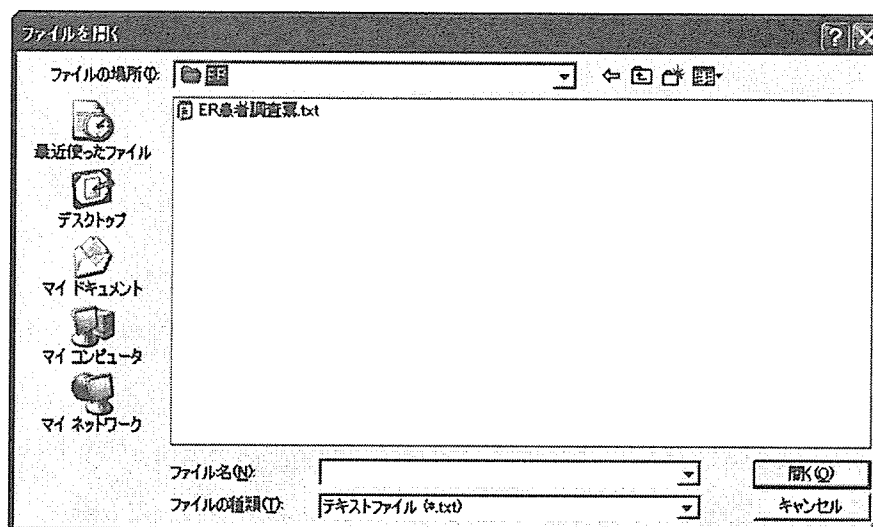 ファイルを開く
ファイルの場所(I):
ER
ER患者調査票.txt
最近使ったファイル
デスクトップ
マイ ドキュメント
マイ コンピュータ
マイ ネットワーク
ファイル名(N):
開く(O)
ファイルの種類(T):
テキストファイル (*.txt)
キャンセル